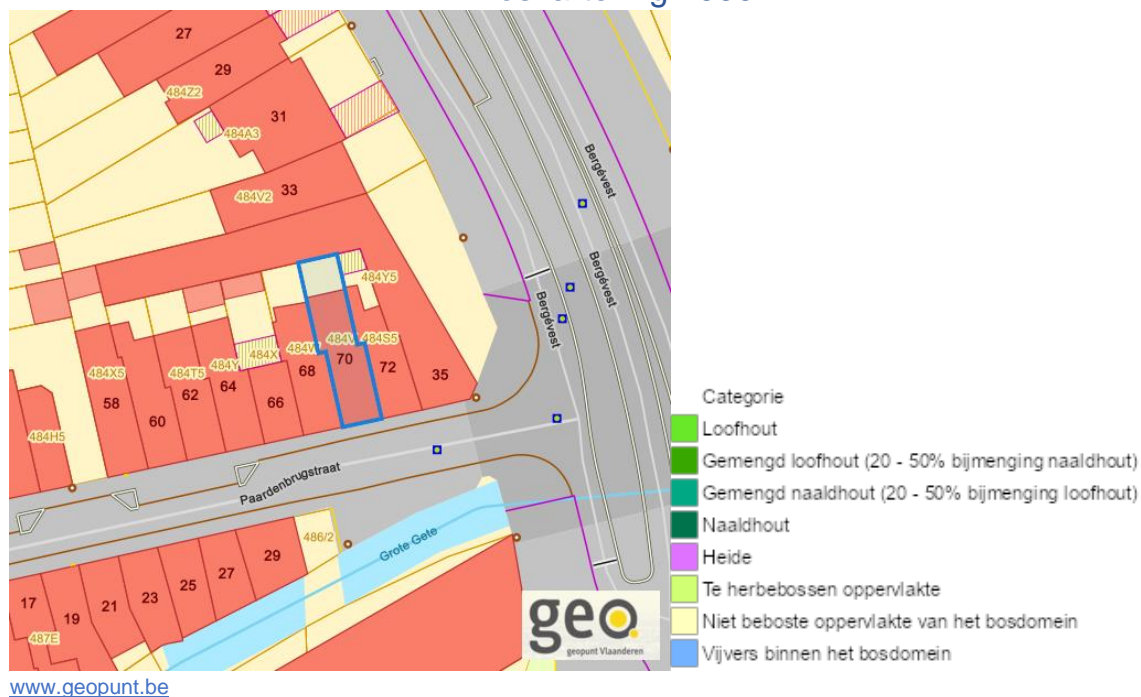 27
29
484Z2
31
484A3
33
484V2
Bergévest
Bergévest
Bergévest
484Y5
484X5
58
60
484T5
62
484Y
64
484X
66
484W
68
484V
70
484S5
72
35
484H5
Paardenbrugstraat
Grote Gete
486/2
17
19
21
23
25
27
29
487E
geo.
geopunt Vlaanderen
Categorie
Loofhout
Gemengd loofhout (20 - 50% bijmenging naaldhout)
Gemengd naaldhout (20 - 50% bijmenging loofhout)
Naaldhout
Heide
Te herbebossen oppervlakte
Niet beboste oppervlakte van het bosdomein
Vijvers binnen het bosdomein
www.geopunt.be